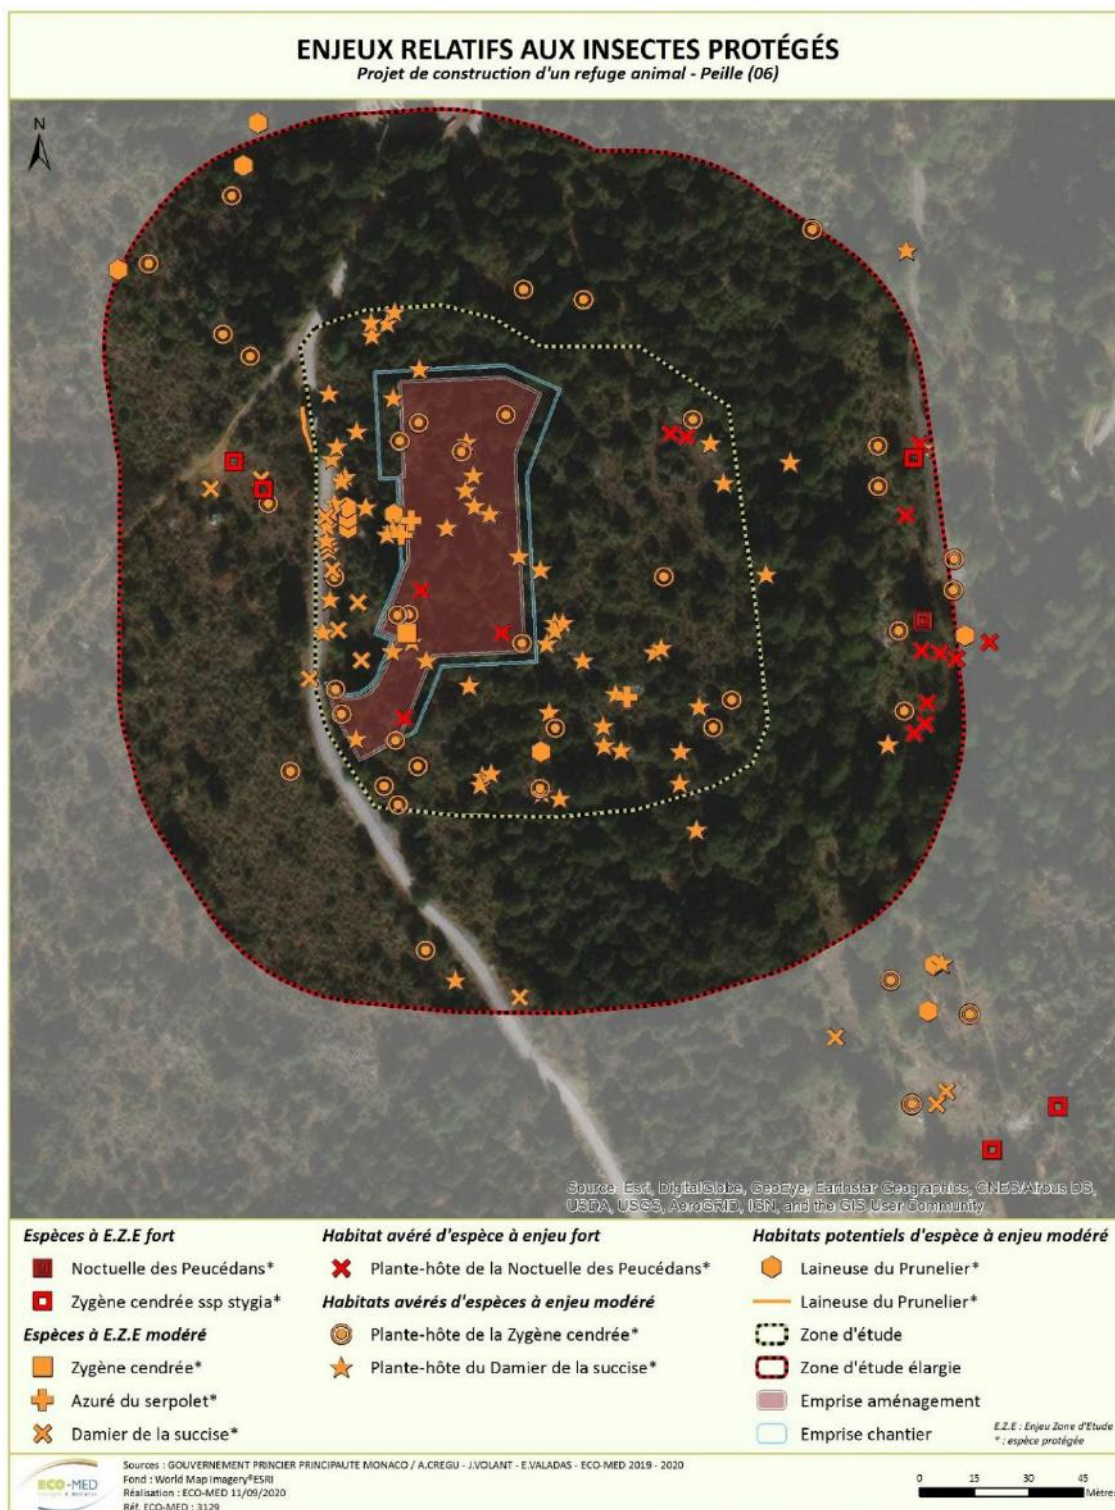 ENJEUX RELATIFS AUX INSECTES PROTÉGÉS
Projet de construction d'un refuge animal - Peille (06)
N
Source: Esri, DigitalGlobe, GeoEye, Earthstar Geographics, CNES/Airbus DS,
USDA, USGS, AeroGRID, IGN, and the GIS User Community
Espèces à E.Z.E fort
Noctuelle des Peucédans*
Zygène cendrée ssp stygia*
Espèces à E.Z.E modéré
Zygène cendrée*
Azuré du serpolet*
Damier de la succise*
Habitat avéré d'espèce à enjeu fort
Plante-hôte de la Noctuelle des Peucédans*
Habitats avérés d'espèces à enjeu modéré
Plante-hôte de la Zygène cendrée*
Plante-hôte du Damier de la succise*
Habitats potentiels d'espèce à enjeu modéré
Laineuse du Prunelier*
Laineuse du Prunelier*
Zone d'étude
Zone d'étude élargie
Emprise aménagement
Emprise chantier
E.Z.E : Enjeu Zone d'Etude
* : espèce protégée
ECO-MED
Sources : GOUVERNEMENT PRINCIER PRINCIPAUTE MONACO / A.CREGU - J.VOLANT - E.VALADAS - ECO-MED 2019 - 2020
Fond : World Map Imagery®ESRI
Réalisation : ECO-MED 11/09/2020
Réf. ECO-MED : 3129
0 15 30 45
Mètres